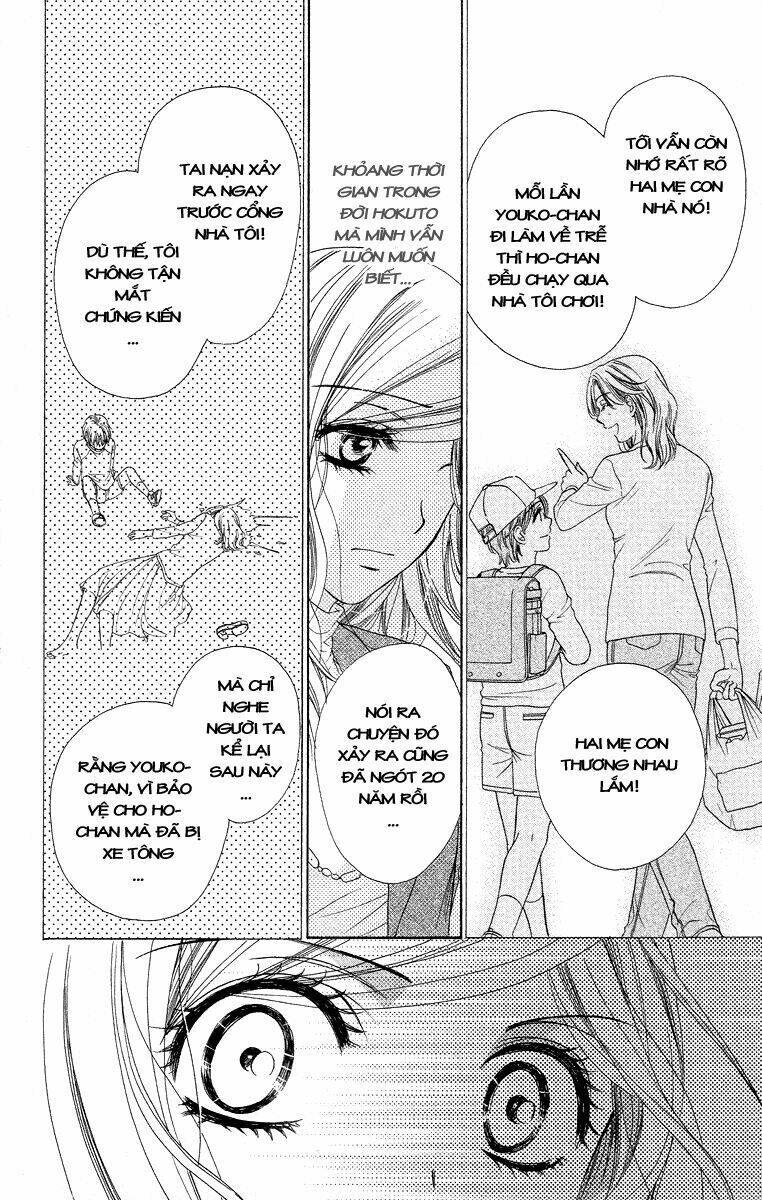 TÔI VẪN CÒN
NHỚ RẤT RÕ
HAI MẸ CON
NHÀ NÓ!
MỖI LẦN
YOUKO-CHAN
ĐI LÀM VỀ TRỄ
THÌ HO-CHAN
ĐỀU CHẠY QUA
NHÀ TÔI CHƠI!
HAI MẸ CON
THƯƠNG NHAU
LẮM!
KHOẢNG THỜI
GIAN TRONG
ĐỜI HOKUTO
MÀ MÌNH VẪN
LUÔN MUỐN
BIẾT...
NÓI RA
CHUYỆN ĐÓ
XẢY RA CŨNG
ĐÃ NGÓT 20
NĂM RỒI
...
TAI NẠN XẢY
RA NGAY
TRƯỚC CỔNG
NHÀ TÔI!
DÙ THẾ, TÔI
KHÔNG TẬN
MẮT
CHỨNG KIẾN
...
MÀ CHỈ
NGHE
NGƯỜI TA
KỂ LẠI
SAU NÀY
...
RẰNG YOUKO-
CHAN, VÌ BẢO
VỆ CHO HO-
CHAN MÀ ĐÃ BỊ
XE TÔNG
...